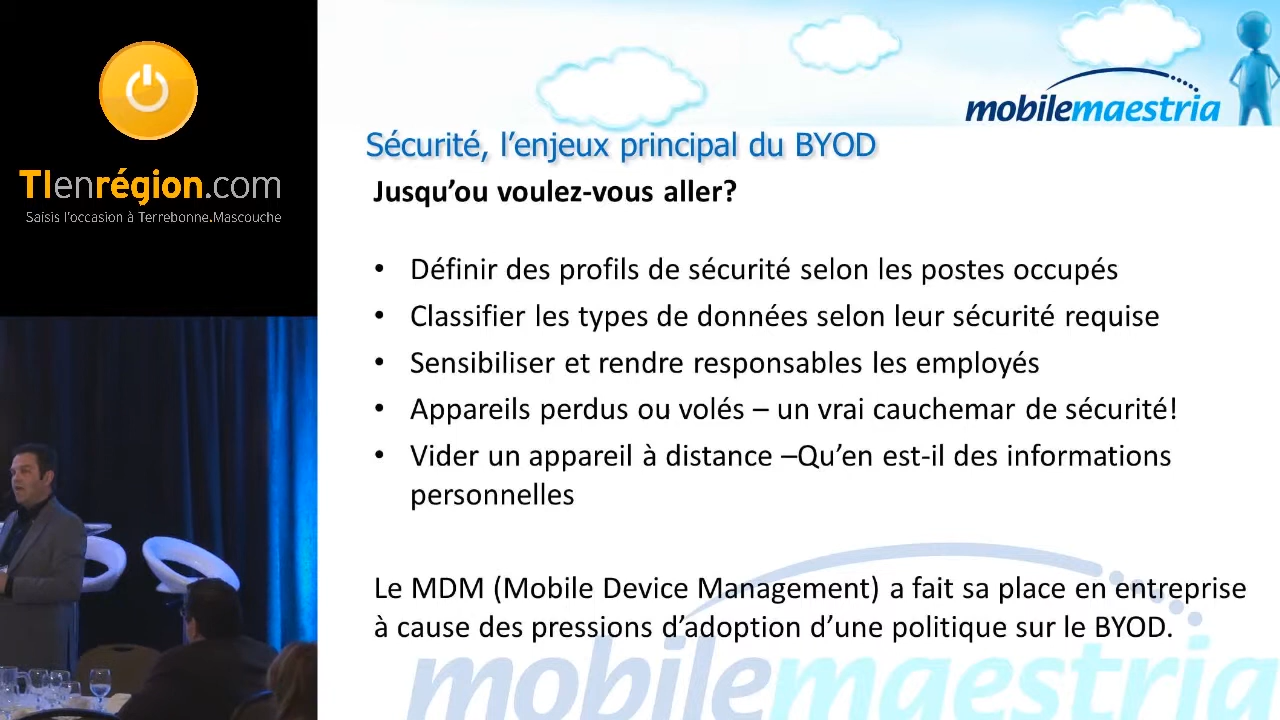 TIenrégion.com
Saisis l'occasion à Terrebonne.Mascouche
mobilemaestria
Sécurité, l'enjeux principal du BYOD
Jusqu'ou voulez-vous aller?
• Définir des profils de sécurité selon les postes occupés
• Classifier les types de données selon leur sécurité requise
• Sensibiliser et rendre responsables les employés
• Appareils perdus ou volés – un vrai cauchemar de sécurité!
• Vider un appareil à distance –Qu'en est-il des informations
personnelles
Le MDM (Mobile Device Management) a fait sa place en entreprise
à cause des pressions d'adoption d'une politique sur le BYOD.
mobilemaestria